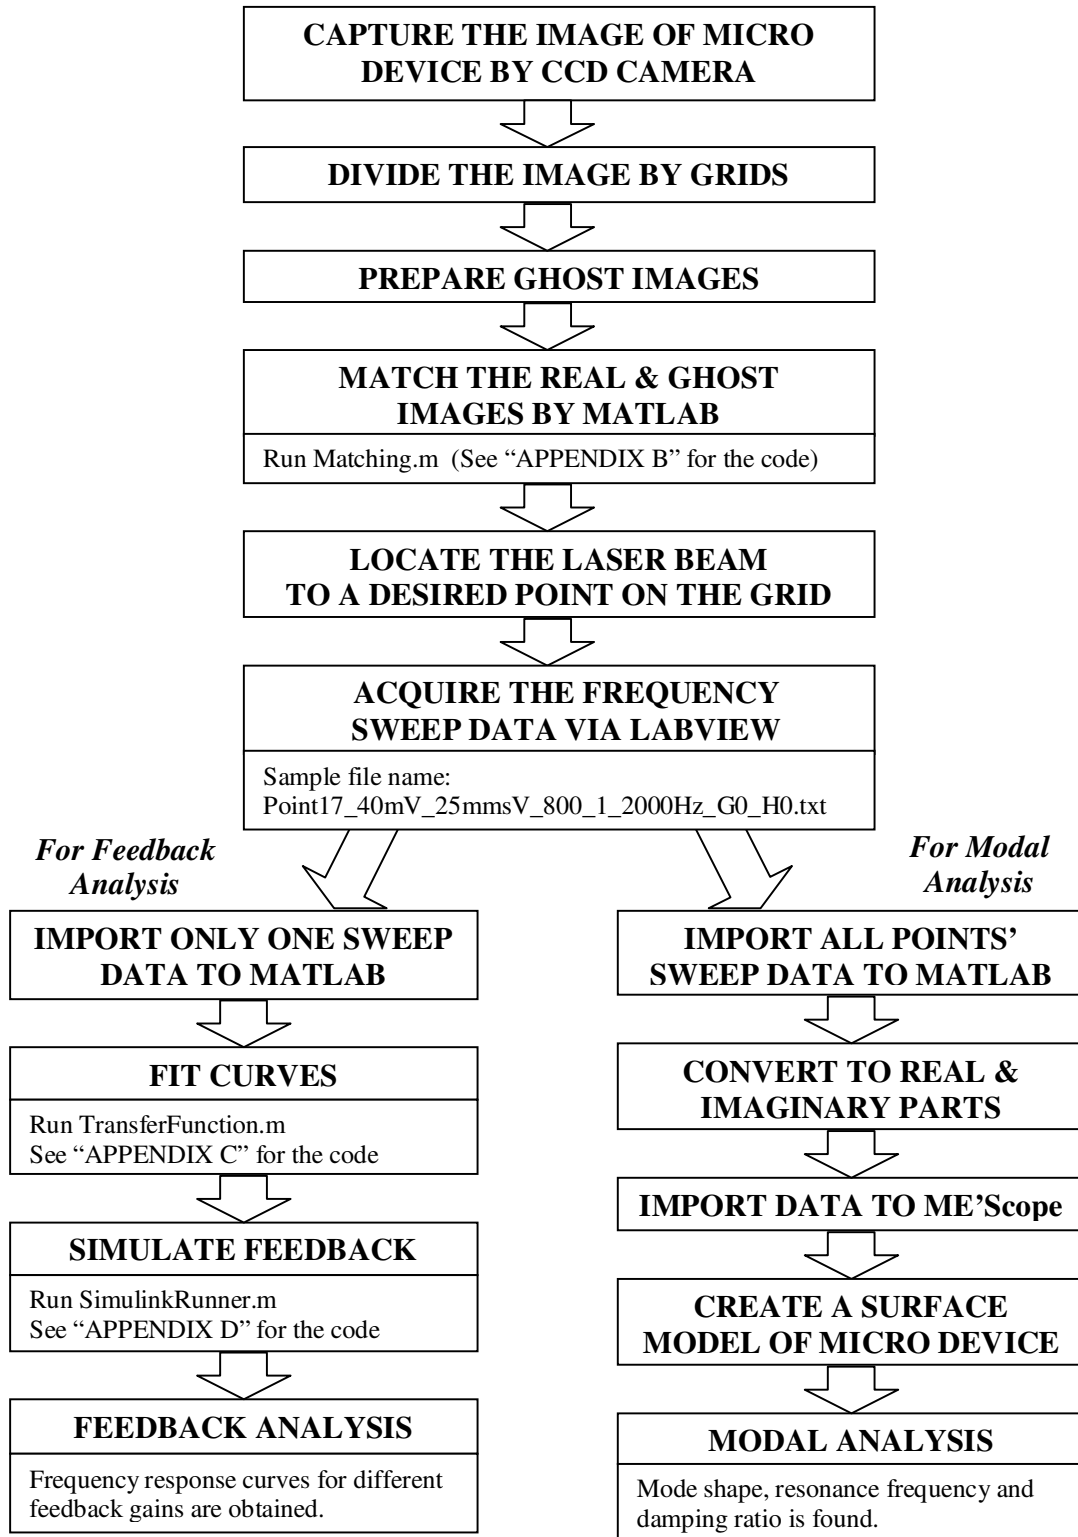 CAPTURE THE IMAGE OF MICRO
DEVICE BY CCD CAMERA
DIVIDE THE IMAGE BY GRIDS
PREPARE GHOST IMAGES
MATCH THE REAL & GHOST
IMAGES BY MATLAB
Run Matching.m  (See “APPENDIX B” for the code)
LOCATE THE LASER BEAM
TO A DESIRED POINT ON THE GRID
ACQUIRE THE FREQUENCY
SWEEP DATA VIA LABVIEW
Sample file name:
Point17_40mV_25mmsV_800_1_2000Hz_G0_H0.txt
For Feedback
Analysis
IMPORT ONLY ONE SWEEP
DATA TO MATLAB
FIT CURVES
Run TransferFunction.m
See “APPENDIX C” for the code
SIMULATE FEEDBACK
Run SimulinkRunner.m
See “APPENDIX D” for the code
FEEDBACK ANALYSIS
Frequency response curves for different
feedback gains are obtained.
For Modal
Analysis
IMPORT ALL POINTS’
SWEEP DATA TO MATLAB
CONVERT TO REAL &
IMAGINARY PARTS
IMPORT DATA TO ME’Scope
CREATE A SURFACE
MODEL OF MICRO DEVICE
MODAL ANALYSIS
Mode shape, resonance frequency and
damping ratio is found.